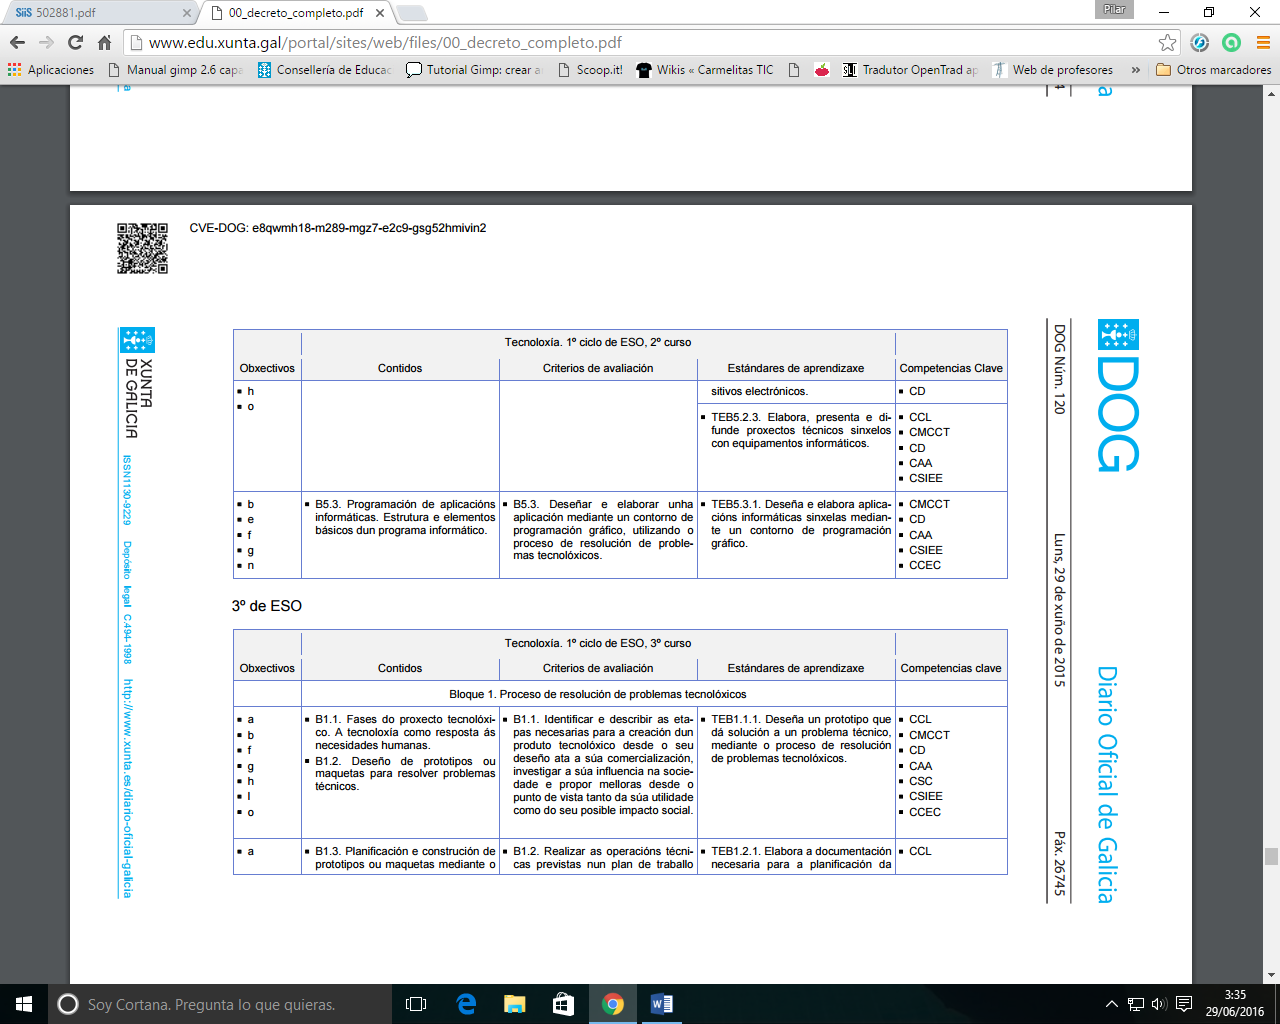 SiiS 502881.pdf
00_decreto_completo.pdf
Pilar
www.edu.xunta.gal/portal/sites/web/files/00_decreto_completo.pdf
Aplicaciones
Manual gimp 2.6 capa
Consellería de Educac
Tutorial Gimp: crear a
Scoop.it!
Wikis « Carmelitas TIC
Tradutor OpenTrad ap
Web de profesores
»
Otros marcadores
CVE-DOG: e8qwmh18-m289-mgz7-e2c9-gsg52hmivin2
XUNTA
DE GALICIA
ISSN1130-9229 Depósito legal C.494-1998 http://www.xunta.es/diario-oficial-galicia
Tecnoloxía. 1º ciclo de ESO, 2º curso
Obxectivos Contidos Criterios de avaliación Estándares de aprendizaxe Competencias Clave
▪ h
▪ o
sitivos electrónicos.
▪ CD
▪ TEB5.2.3. Elabora, presenta e di-
funde proxectos técnicos sinxelos
con equipamentos informáticos.
▪ CCL
▪ CMCCT
▪ CD
▪ CAA
▪ CSIEE
▪ b
▪ e
▪ f
▪ g
▪ n
▪ B5.3. Programación de aplicacións
informáticas. Estrutura e elementos
básicos dun programa informático.
▪ B5.3. Deseñar e elaborar unha
aplicación mediante un contorno de
programación gráfico, utilizando o
proceso de resolución de proble-
mas tecnolóxicos.
▪ TEB5.3.1. Deseña e elabora aplica-
cións informáticas sinxelas median-
te un contorno de programación
gráfico.
▪ CMCCT
▪ CD
▪ CAA
▪ CSIEE
▪ CCEC
3º de ESO
Tecnoloxía. 1º ciclo de ESO, 3º curso
Obxectivos Contidos Criterios de avaliación Estándares de aprendizaxe Competencias clave
Bloque 1. Proceso de resolución de problemas tecnolóxicos
▪ a
▪ b
▪ f
▪ g
▪ h
▪ l
▪ o
▪ B1.1. Fases do proxecto tecnolóxi-
co. A tecnoloxía como resposta ás
necesidades humanas.
▪ B1.2. Deseño de prototipos ou
maquetas para resolver problemas
técnicos.
▪ B1.1. Identificar e describir as eta-
pas necesarias para a creación dun
produto tecnolóxico desde o seu
deseño ata a súa comercialización,
investigar a súa influencia na socie-
dade e propor melloras desde o
punto de vista tanto da súa utilidade
como do seu posible impacto social.
▪ TEB1.1.1. Deseña un prototipo que
dá solución a un problema técnico,
mediante o proceso de resolución
de problemas tecnolóxicos.
▪ CCL
▪ CMCCT
▪ CD
▪ CAA
▪ CSC
▪ CSIEE
▪ CCEC
▪ a
▪ B1.3. Planificación e construción de
prototipos ou maquetas mediante o
▪ B1.2. Realizar as operacións técni-
cas previstas nun plan de traballo
▪ TEB1.2.1. Elabora a documentación
necesaria para a planificación da
▪ CCL
DOG Núm. 120
Luns, 29 de xuño de 2015
Páx. 26745
DOG
Diario Oficial de Galicia
Soy Cortana. Pregunta lo que quieras.
3:35
29/06/2016